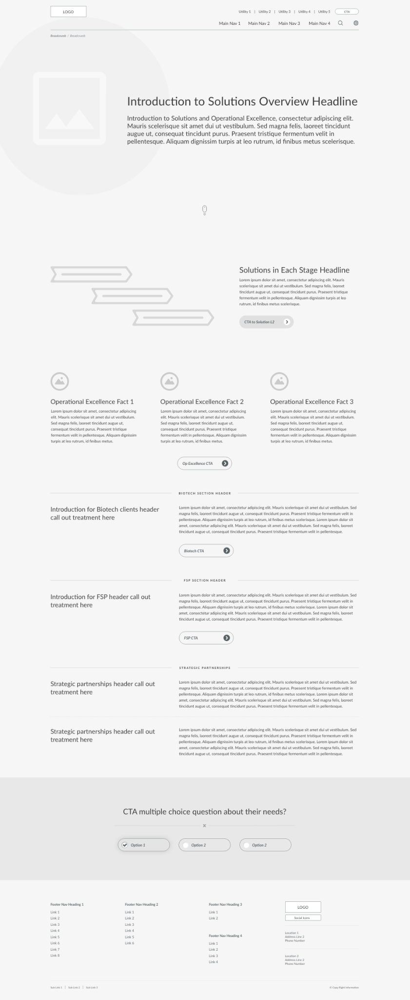 LOGO
Utility 1 | Utility 2 | Utility 3 | Utility 4 | Utility 5 CTA
Main Nav 1 Main Nav 2 Main Nav 3 Main Nav 4
Breadcrumb / Breadcrumb
Introduction to Solutions Overview Headline
Introduction to Solutions and Operational Excellence, consectetur adipiscing elit.
Mauris scelerisque sit amet dui ut vestibulum. Sed magna felis, laoreet tincidunt
augue ut, consequat tincidunt purus. Praesent tristique fermentum velit in
pellentesque. Aliquam dignissim turpis at leo rutrum, id finibus metus scelerisque.
Solutions in Each Stage Headline
Lorem ipsum dolor sit amet, consectetur adipiscing elit. Mauris
scelerisque sit amet dui ut vestibulum. Sed magna felis, laoreet
tincidunt augue ut, consequat tincidunt purus. Praesent tristique
fermentum velit in pellentesque. Aliquam dignissim turpis at leo
rutrum, id finibus metus scelerisque.
CTA to Solution L2
Operational Excellence Fact 1
Lorem ipsum dolor sit amet, consectetur adipiscing
elit. Mauris scelerisque sit amet dui ut vestibulum.
Sed magna felis, laoreet tincidunt augue ut,
consequat tincidunt purus. Praesent tristique
fermentum velit in pellentesque. Aliquam dignissim
turpis at leo rutrum, id finibus metus.
Operational Excellence Fact 2
Lorem ipsum dolor sit amet, consectetur adipiscing
elit. Mauris scelerisque sit amet dui ut vestibulum.
Sed magna felis, laoreet tincidunt augue ut,
consequat tincidunt purus. Praesent tristique
fermentum velit in pellentesque. Aliquam dignissim
turpis at leo rutrum, id finibus metus.
Operational Excellence Fact 3
Lorem ipsum dolor sit amet, consectetur adipiscing
elit. Mauris scelerisque sit amet dui ut vestibulum.
Sed magna felis, laoreet tincidunt augue ut,
consequat tincidunt purus. Praesent tristique
fermentum velit in pellentesque. Aliquam dignissim
turpis at leo rutrum, id finibus metus.
Op Excellence CTA
BIOTECH SECTION HEADER
Introduction for Biotech clients header
call out treatment here
Lorem ipsum dolor sit amet, consectetur adipiscing elit. Mauris scelerisque sit amet dui ut vestibulum. Sed
magna felis, laoreet tincidunt augue ut, consequat tincidunt purus. Praesent tristique fermentum velit in
pellentesque. Aliquam dignissim turpis at leo rutrum, id finibus metus scelerisque. Lorem ipsum dolor sit
amet, consectetur adipiscing elit. Mauris scelerisque sit amet dui ut vestibulum. Sed magna felis, laoreet
tincidunt augue ut, consequat tincidunt purus. Praesent tristique fermentum velit in pellentesque.
Biotech CTA
FSP SECTION HEADER
Introduction for FSP header call out
treatment here
Lorem ipsum dolor sit amet, consectetur adipiscing elit. Mauris scelerisque sit amet dui ut vestibulum. Sed
magna felis, laoreet tincidunt augue ut, consequat tincidunt purus. Praesent tristique fermentum velit in
pellentesque. Aliquam dignissim turpis at leo rutrum, id finibus metus scelerisque. Lorem ipsum dolor sit
amet, consectetur adipiscing elit. Mauris scelerisque sit amet dui ut vestibulum. Sed magna felis, laoreet
tincidunt augue ut, consequat tincidunt purus. Praesent tristique fermentum velit in pellentesque.
FSP CTA
STRATEGIC PARTNERSHIPS
Strategic partnerships header call out
treatment here
Lorem ipsum dolor sit amet, consectetur adipiscing elit. Mauris scelerisque sit amet dui ut vestibulum. Sed
magna felis, laoreet tincidunt augue ut, consequat tincidunt purus. Praesent tristique fermentum velit in
pellentesque. Aliquam dignissim turpis at leo rutrum, id finibus metus scelerisque. Lorem ipsum dolor sit
amet, consectetur adipiscing elit. Mauris scelerisque sit amet dui ut vestibulum. Sed magna felis, laoreet
tincidunt augue ut, consequat tincidunt purus. Praesent tristique fermentum velit in pellentesque.
Strategic partnerships header call out
treatment here
Lorem ipsum dolor sit amet, consectetur adipiscing elit. Mauris scelerisque sit amet dui ut vestibulum. Sed
magna felis, laoreet tincidunt augue ut, consequat tincidunt purus. Praesent tristique fermentum velit in
pellentesque. Aliquam dignissim turpis at leo rutrum, id finibus metus scelerisque. Lorem ipsum dolor sit
amet, consectetur adipiscing elit. Mauris scelerisque sit amet dui ut vestibulum. Sed magna felis, laoreet
tincidunt augue ut, consequat tincidunt purus. Praesent tristique fermentum velit in pellentesque.
CTA multiple choice question about their needs?
Option 1
Option 2
Option 2
Footer Nav Heading 1
Link 1
Link 2
Link 3
Link 4
Link 5
Link 6
Link 7
Link 8
Footer Nav Heading 2
Link 1
Link 2
Link 3
Link 4
Link 5
Link 6
Footer Nav Heading 3
Link 1
Link 2
Footer Nav Heading 4
Link 1
Link 2
Link 3
Link 4
LOGO
Social Icons
Location 1
Address Line 2
Phone Number
Location 2
Address Line 2
Phone Number
Sub Link 1 | Sub Link 2 | Sub Link 3
© Copy Right Information